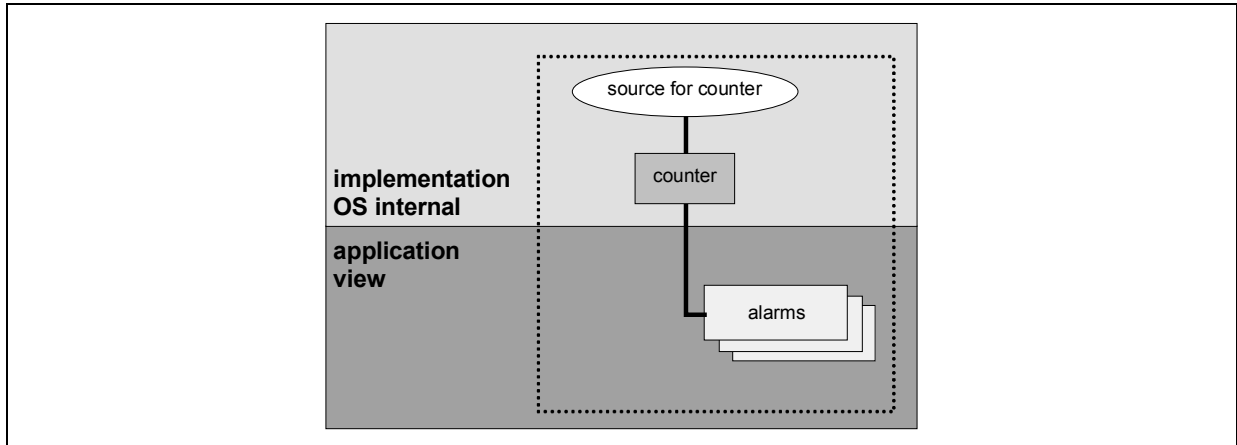 source for counter
counter
implementation
OS internal
application
view
alarms